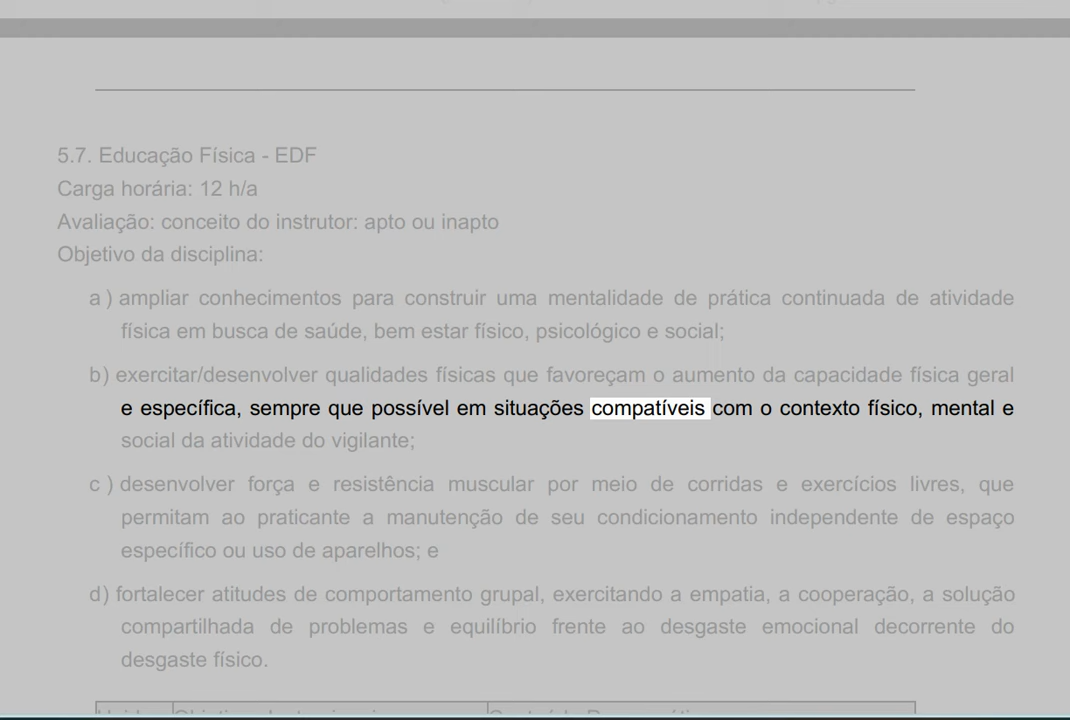 5.7. Educação Física - EDF
Carga horária: 12 h/a
Avaliação: conceito do instrutor: apto ou inapto
Objetivo da disciplina:
a ) ampliar conhecimentos para construir uma mentalidade de prática continuada de atividade
física em busca de saúde, bem estar físico, psicológico e social;
b) exercitar/desenvolver qualidades físicas que favoreçam o aumento da capacidade física geral
e específica, sempre que possível em situações compatíveis com o contexto físico, mental e
social da atividade do vigilante;
c ) desenvolver força e resistência muscular por meio de corridas e exercícios livres, que
permitam ao praticante a manutenção de seu condicionamento independente de espaço
específico ou uso de aparelhos; e
d) fortalecer atitudes de comportamento grupal, exercitando a empatia, a cooperação, a solução
compartilhada de problemas e equilíbrio frente ao desgaste emocional decorrente do
desgaste físico.